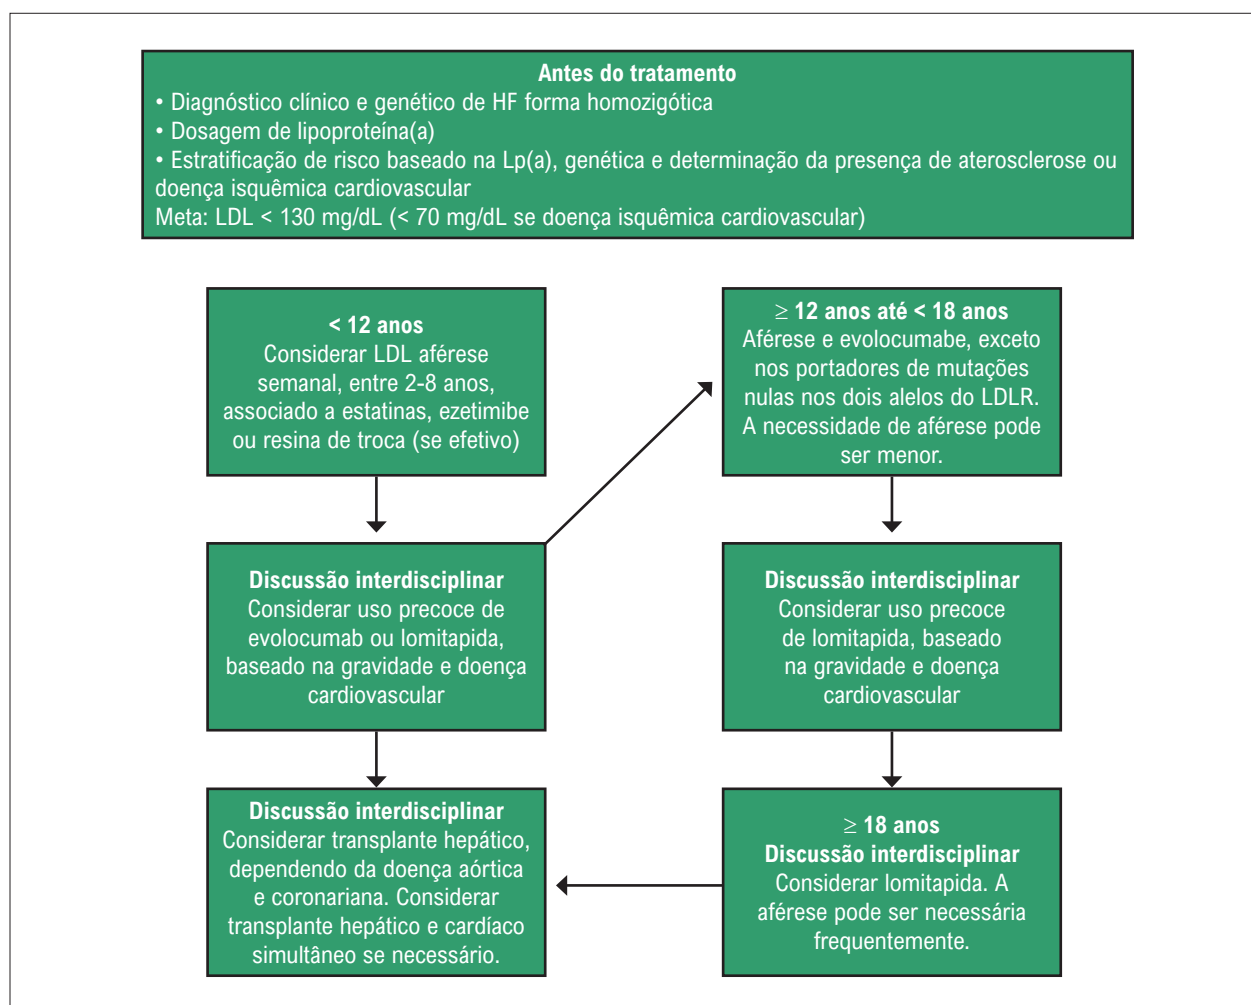 Antes do tratamento
• Diagnóstico clínico e genético de HF forma homozigótica
• Dosagem de lipoproteína(a)
• Estratificação de risco baseado na Lp(a), genética e determinação da presença de aterosclerose ou
doença isquêmica cardiovascular
Meta: LDL < 130 mg/dL (< 70 mg/dL se doença isquêmica cardiovascular)
< 12 anos
Considerar LDL aférese
semanal, entre 2-8 anos,
associado a estatinas, ezetimibe
ou resina de troca (se efetivo)
≥ 12 anos até < 18 anos
Aférese e evolocumabe, exceto
nos portadores de mutações
nulas nos dois alelos do LDLR.
A necessidade de aférese pode
ser menor.
Discussão interdisciplinar
Considerar uso precoce de
evolocumab ou lomitapida,
baseado na gravidade e doença
cardiovascular
Discussão interdisciplinar
Considerar uso precoce
de lomitapida, baseado
na gravidade e doença
cardiovascular
Discussão interdisciplinar
Considerar transplante hepático,
dependendo da doença aórtica
e coronariana. Considerar
transplante hepático e cardíaco
simultâneo se necessário.
≥ 18 anos
Discussão interdisciplinar
Considerar lomitapida. A
aférese pode ser necessária
frequentemente.